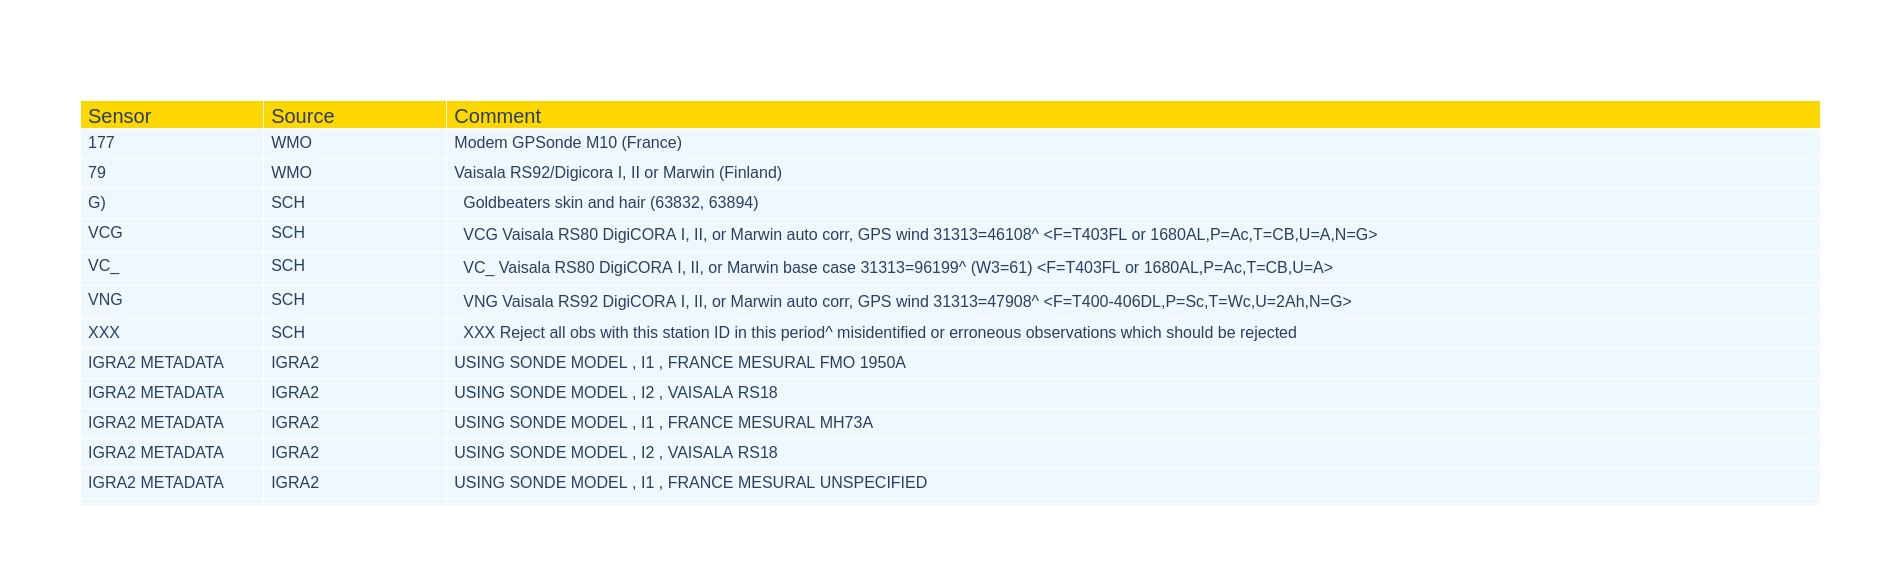 Sensor Source Comment
177 WMO Modem GPSonde M10 (France)
79 WMO Vaisala RS92/Digicora I, II or Marwin (Finland)
G) SCH Goldbeaters skin and hair (63832, 63894)
VCG SCH VCG Vaisala RS80 DigiCORA I, II, or Marwin auto corr, GPS wind 31313=46108^ <F=T403FL or 1680AL,P=Ac,T=CB,U=A,N=G>
VC_ SCH VC_ Vaisala RS80 DigiCORA I, II, or Marwin base case 31313=96199^ (W3=61) <F=T403FL or 1680AL,P=Ac,T=CB,U=A>
VNG SCH VNG Vaisala RS92 DigiCORA I, II, or Marwin auto corr, GPS wind 31313=47908^ <F=T400-406DL,P=Sc,T=Wc,U=2Ah,N=G>
XXX SCH XXX Reject all obs with this station ID in this period^ misidentified or erroneous observations which should be rejected
IGRA2 METADATA IGRA2 USING SONDE MODEL , I1 , FRANCE MESURAL FMO 1950A
IGRA2 METADATA IGRA2 USING SONDE MODEL , I2 , VAISALA RS18
IGRA2 METADATA IGRA2 USING SONDE MODEL , I1 , FRANCE MESURAL MH73A
IGRA2 METADATA IGRA2 USING SONDE MODEL , I2 , VAISALA RS18
IGRA2 METADATA IGRA2 USING SONDE MODEL , I1 , FRANCE MESURAL UNSPECIFIED